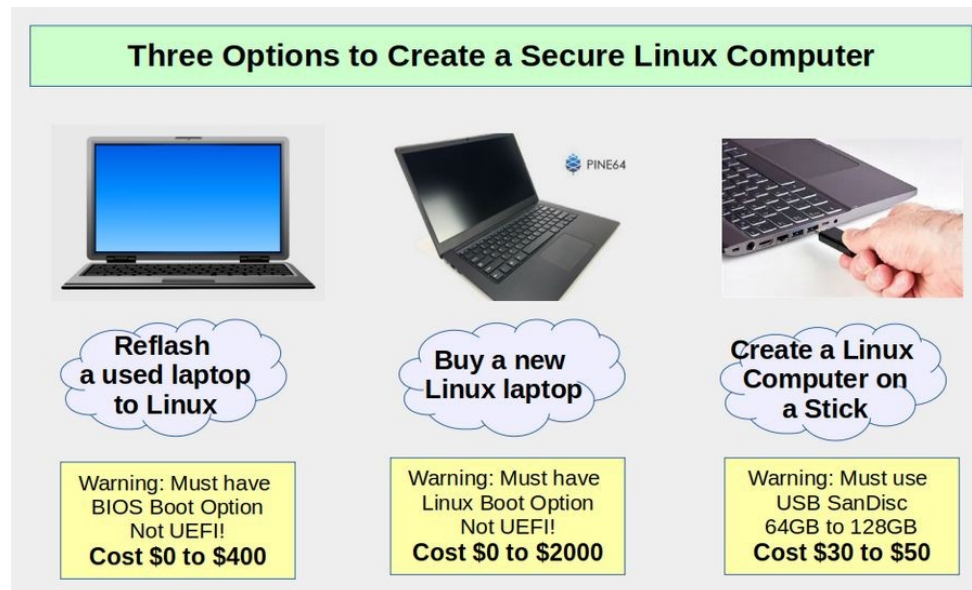 Three Options to Create a Secure Linux Computer
PINE64
Reflash
a used laptop
to Linux
Buy a new
Linux laptop
Create a Linux
Computer on
a Stick
Warning: Must have
BIOS Boot Option
Not UEFI!
Cost $0 to $400
Warning: Must have
Linux Boot Option
Not UEFI!
Cost $0 to $2000
Warning: Must use
USB SanDisc
64GB to 128GB
Cost $30 to $50